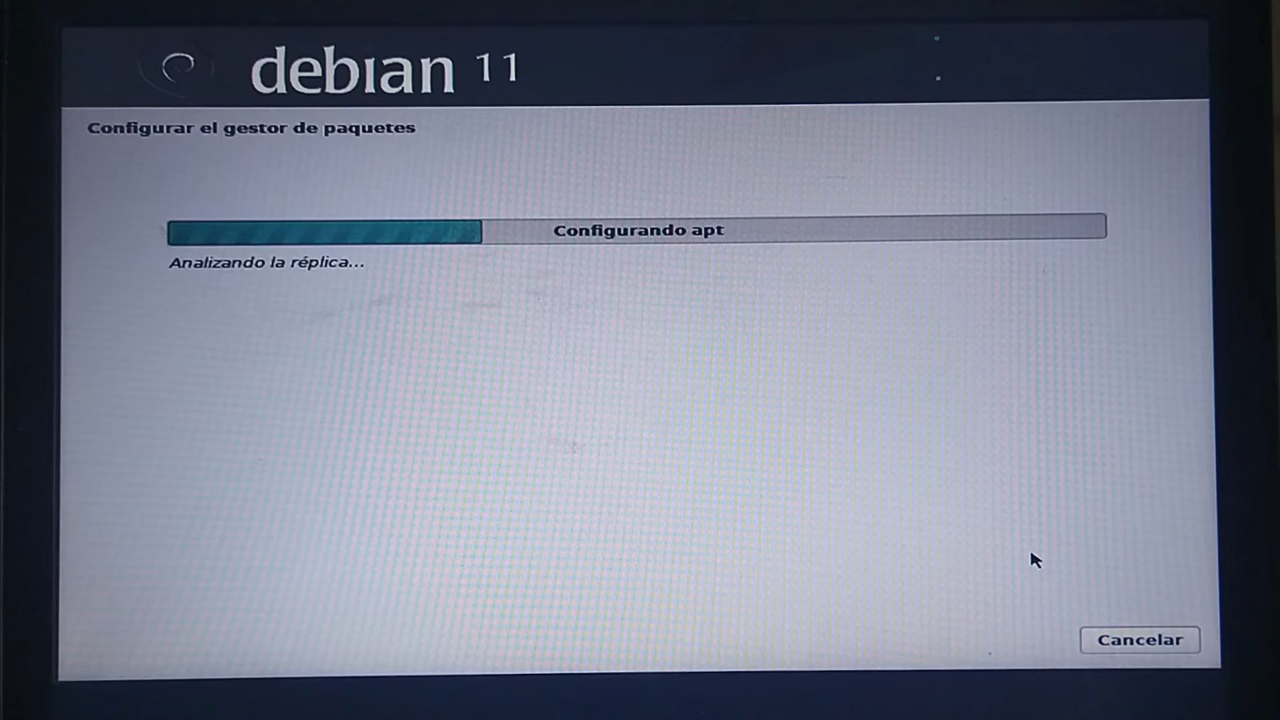 debian 11
Configurar el gestor de paquetes
Configurando apt
Analizando la réplica...
Cancelar